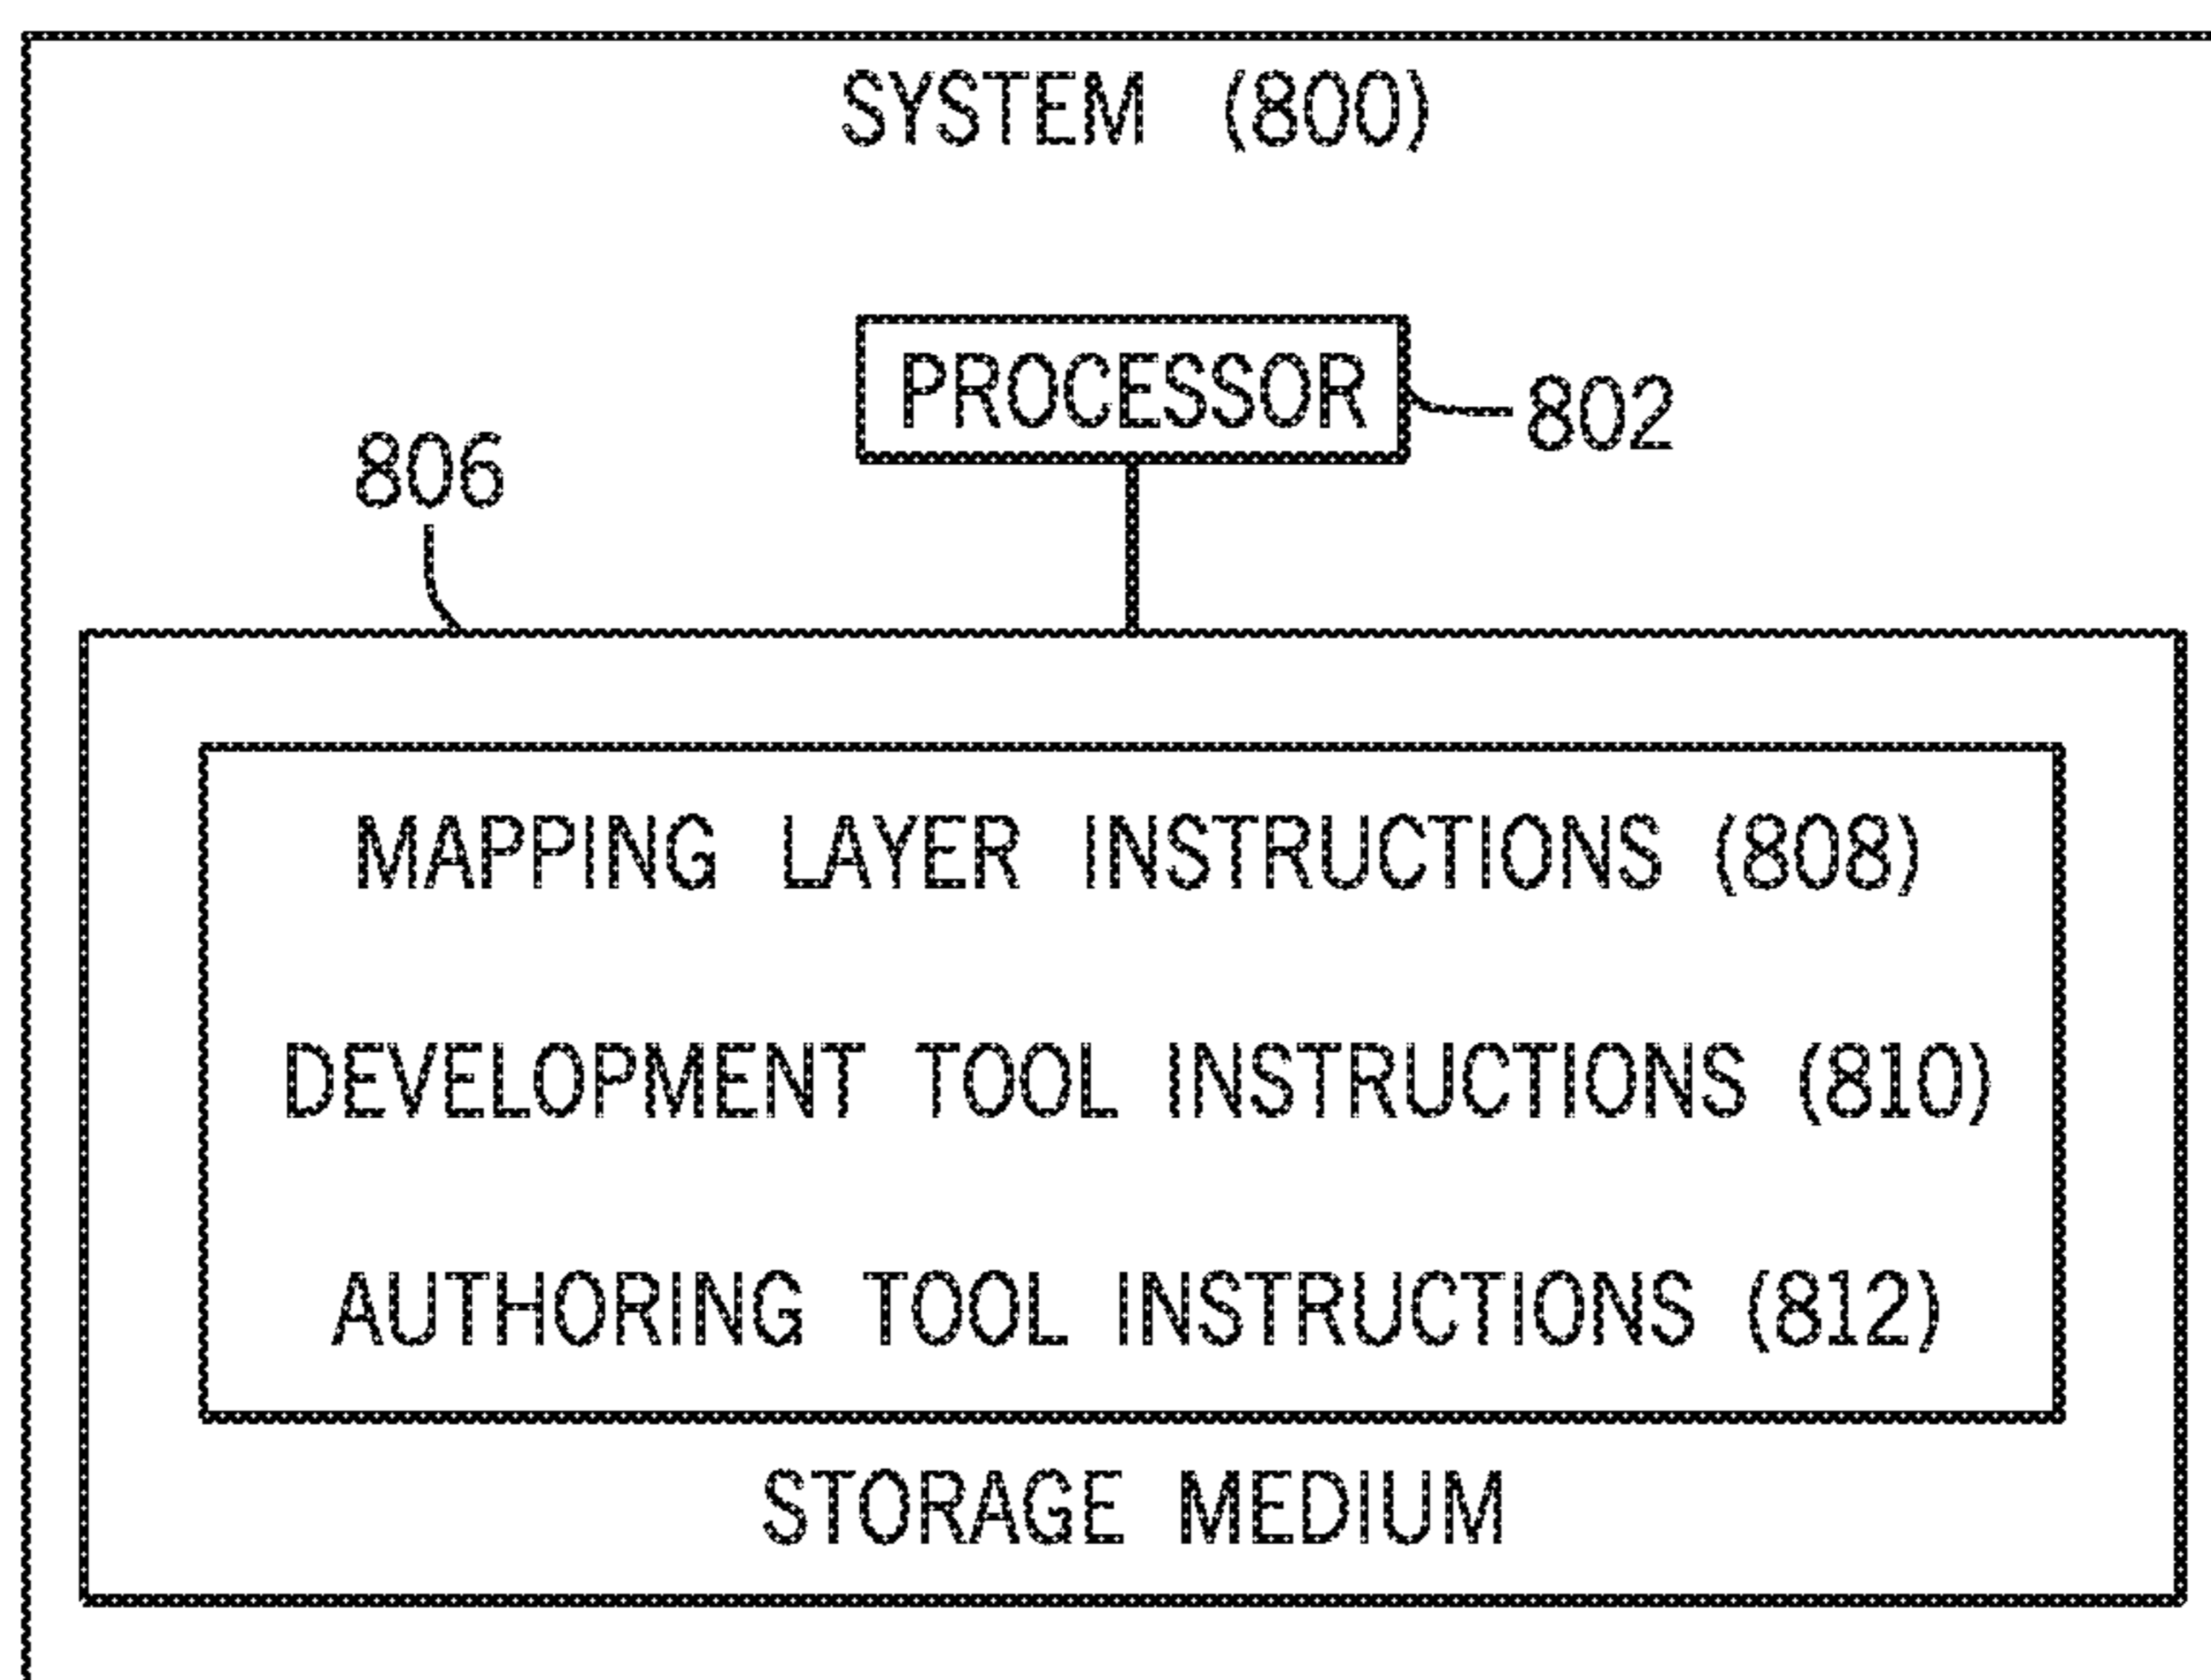 SYSTEM (800)
PROCESSOR
802
806
MAPPING LAYER INSTRUCTIONS (808)
DEVELOPMENT TOOL INSTRUCTIONS (810)
AUTHORING TOOL INSTRUCTIONS (812)
STORAGE MEDIUM